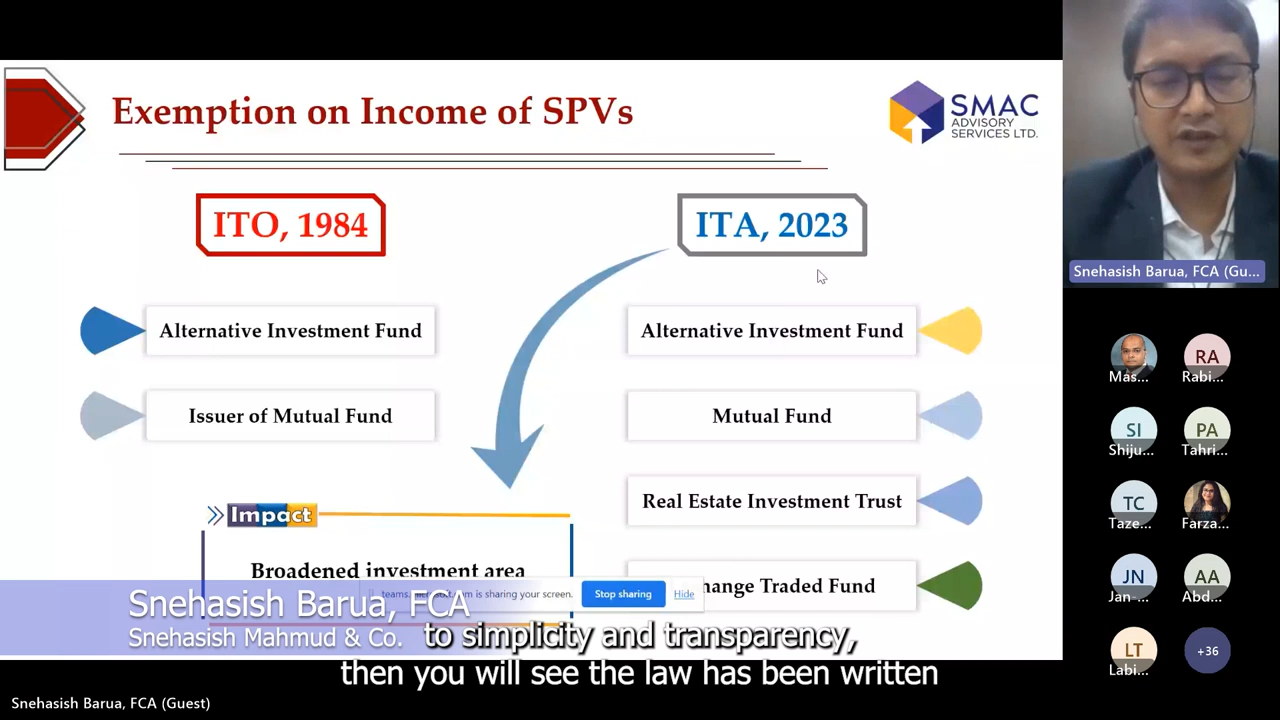 Exemption on Income of SPVs
SMAC
ADVISORY
SERVICES LTD.
ITO, 1984
ITA, 2023
Alternative Investment Fund
Alternative Investment Fund
Issuer of Mutual Fund
Mutual Fund
Real Estate Investment Trust
Impact
Broadened investment area
hange Traded Fund
is sharing your screen.
Stop sharing
Hide
Snehasish Barua, FCA
Snehasish Mahmud & Co.
to simplicity and transparency,
then you will see the law has been written
Snehasish Barua, FCA (Guest)
Snehasish Barua, FCA (Gu...
Mas...
RA
Rabi...
SI
Shiju...
PA
Tahri...
TC
Taze...
Farza...
JN
Jan-...
AA
Abd...
LT
Labi...
+36